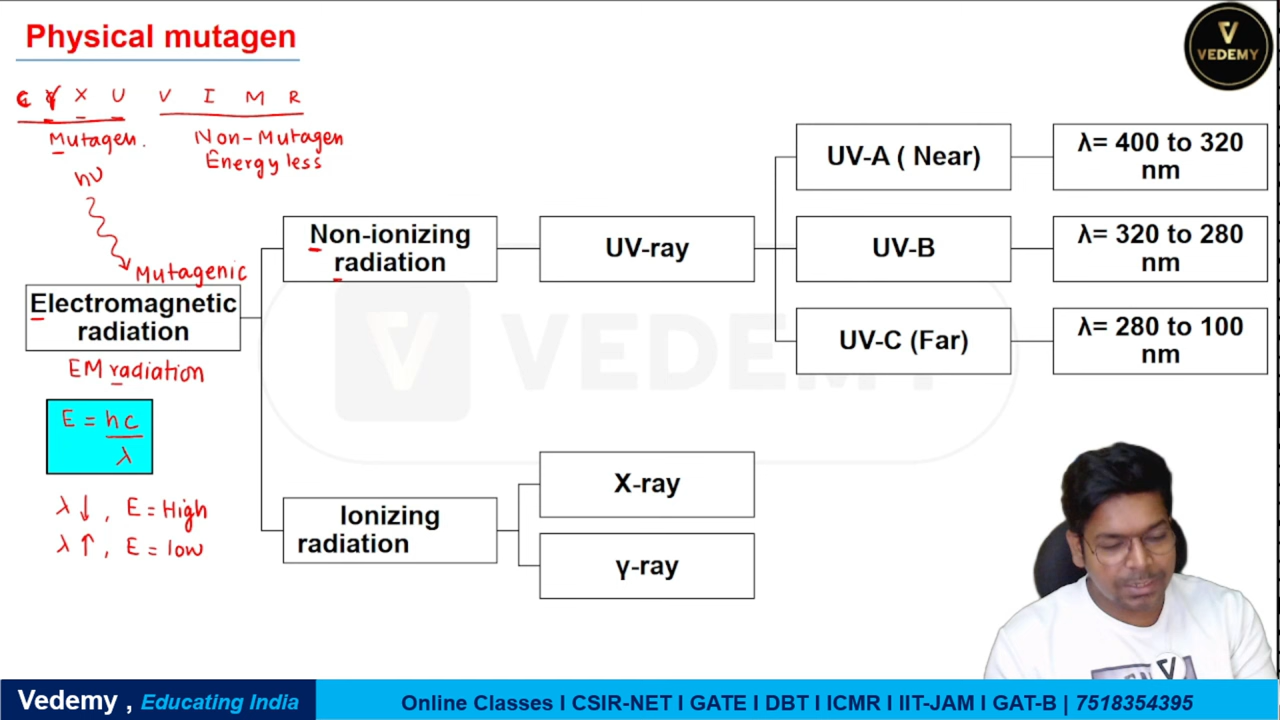 Physical mutagen
C γ X U V I M R
Mutagen.
Non-Mutagen
Energy less
hν
Mutagenic
Electromagnetic
radiation
EM radiation
E = hc
λ
λ ↓, E = High
λ ↑, E = low
Non-ionizing
radiation
UV-ray
UV-A ( Near)
λ= 400 to 320
nm
UV-B
λ= 320 to 280
nm
UV-C (Far)
λ= 280 to 100
nm
Ionizing
radiation
X-ray
γ-ray
VEDEMY
VEDEMY
Vedemy , Educating India
Online Classes I CSIR-NET I GATE I DBT I ICMR I IIT-JAM I GAT-B | 7518354395